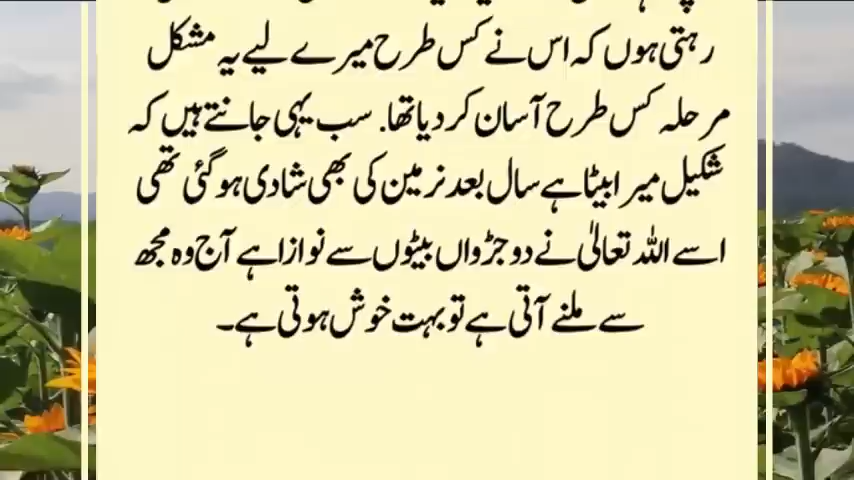 رہتی ہوں کہ اس نے کس طرح میرے لیے یہ مشکل
مرحلہ کس طرح آسان کر دیا تھا۔ سب یہی جانتے ہیں کہ
شکیل میرا بیٹا ہے سال بعد نرمین کی بھی شادی ہو گئی تھی
اسے اللہ تعالیٰ نے دو جڑواں بیٹوں سے نوازا ہے آج وہ مجھ
سے ملنے آتی ہے تو بہت خوش ہوتی ہے۔